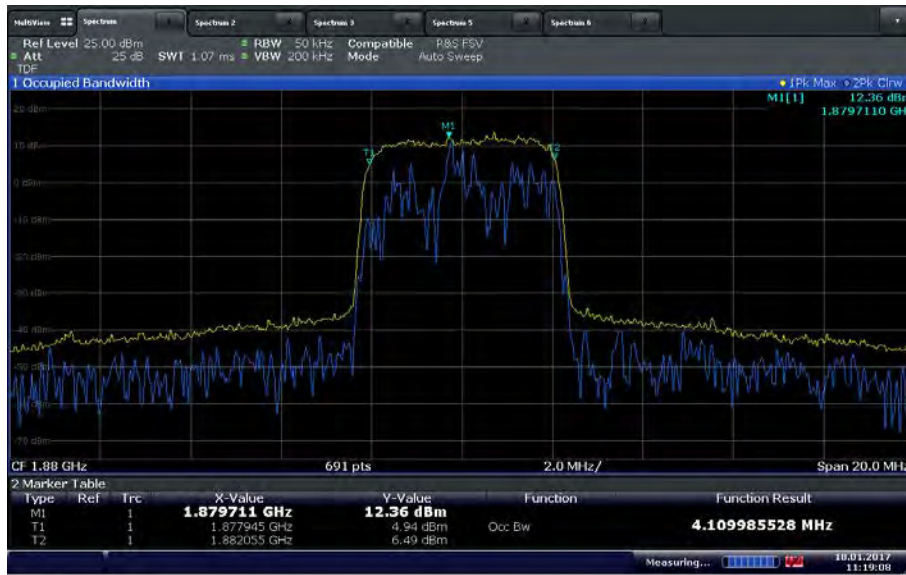 MultiView Spectrum Spectrum 2 Spectrum 3 Spectrum 5 Spectrum 6
Ref Level 25.00 dBm RBW 50 kHz Compatible R&S FSV
Att 25 dB SWT 1.07 ms VBW 200 kHz Mode Auto Sweep
TDF
1 Occupied Bandwidth 1Pk Max 2Pk Clrw
M1[1] 12.36 dBm
1.8797110 GH
20 dBm
M1
10 dBm
T1 T2
0 dBm
-10 dBm
-20 dBm
-30 dBm
-40 dBm
-50 dBm
-70 dBm
CF 1.88 GHz 691 pts 2.0 MHz/ Span 20.0 MHz
2 Marker Table
Type Ref Trc X-Value Y-Value Function Function Result
M1 1 1.879711 GHz 12.36 dBm
T1 1 1.877945 GHz 4.94 dBm Occ Bw 4.109985528 MHz
T2 1 1.882055 GHz 6.49 dBm
Measuring... 18.01.2017
11:19:08